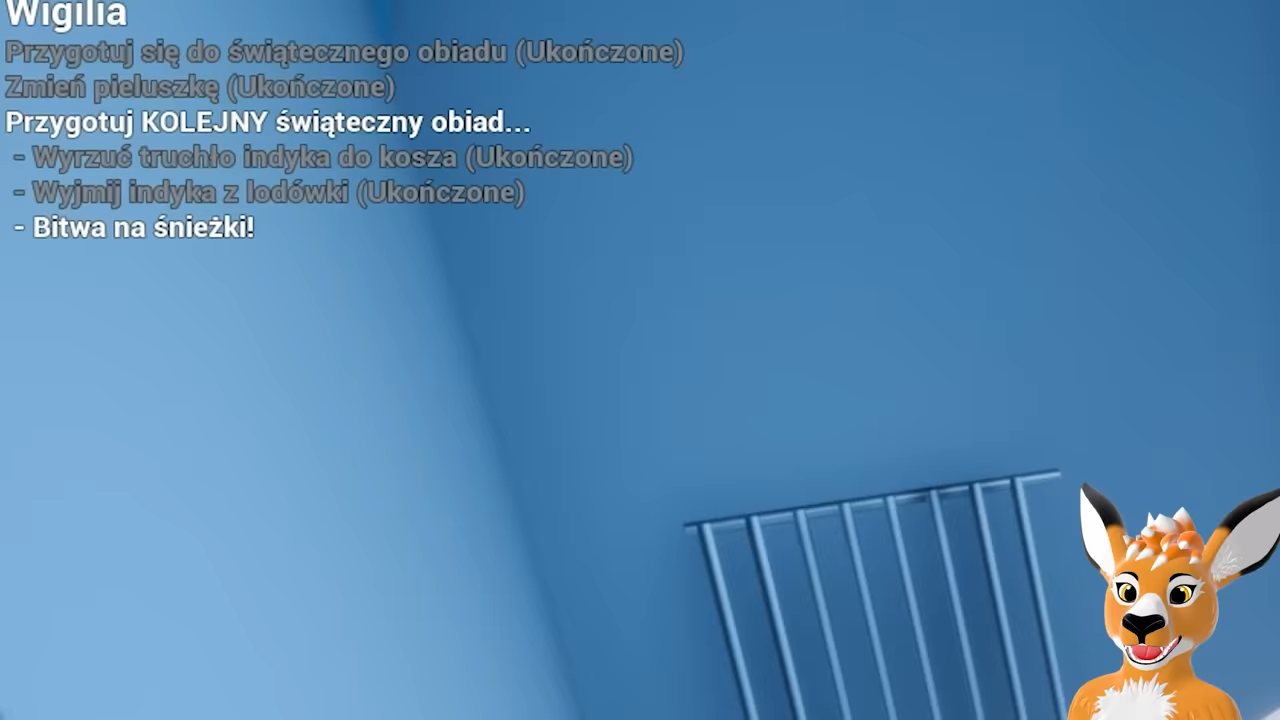 Wigilia
Przygotuj się do świątecznego obiadu (Ukończone)
Zmień pieluszkę (Ukończone)
Przygotuj KOLEJNY świąteczny obiad...
- Wyrzuć truchło indyka do kosza (Ukończone)
- Wyjmij indyka z lodówki (Ukończone)
- Bitwa na śnieżki!